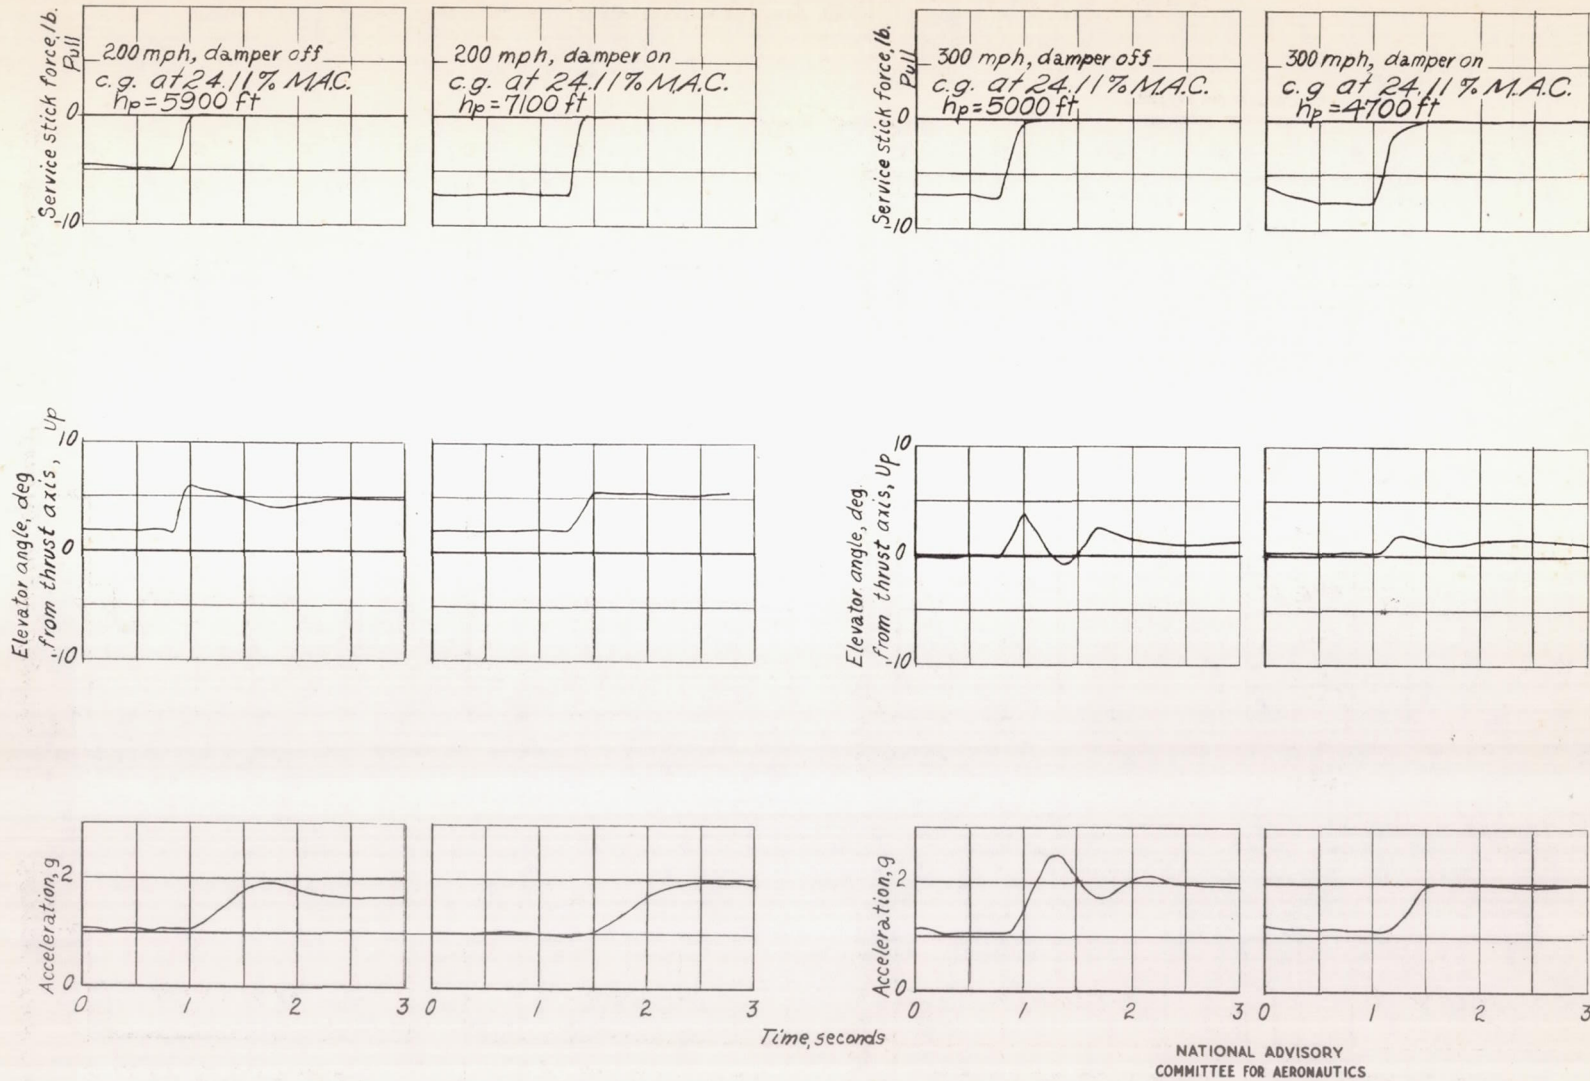 Service stick force, lb.
Pull
0
-10
200 mph, damper off
c.g. at 24.11% M.A.C.
hp=5900 ft
200 mph, damper on
c.g. at 24.11% M.A.C.
hp=7100 ft
Service stick force, lb.
Pull
0
-10
300 mph, damper off
c.g. at 24.11% M.A.C.
hp=5000 ft
300 mph, damper on
c.g at 24.11% M.A.C.
hp=4700 ft
Elevator angle, deg
from thrust axis, Up
10
0
-10
Elevator angle, deg.
from thrust axis, Up
10
0
-10
Acceleration, g
2
0
0 1 2 3
0 1 2 3
Acceleration, g
2
0
0 1 2 3
0 1 2 3
Time, seconds
NATIONAL ADVISORY
COMMITTEE FOR AERONAUTICS